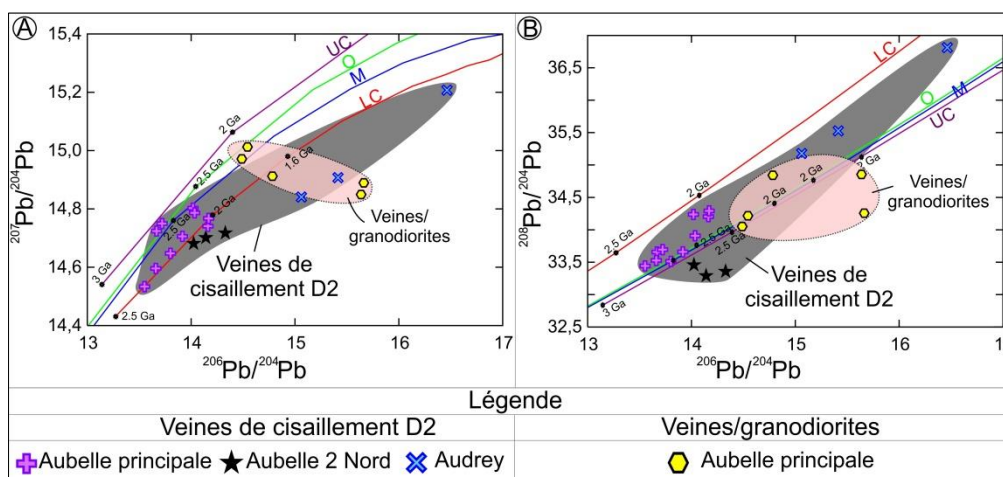 A
15,4
15,2
15,0
14,8
14,6
14,4
207Pb/204Pb
UC
O
M
LC
2 Ga
2.5 Ga
1.6 Ga
2.5 Ga
2 Ga
3 Ga
2.5 Ga
Veines/
granodiorites
Veines de
cisaillement D2
13 14 15 16 17
206Pb/204Pb
B
36,5
35,5
34,5
33,5
32,5
208Pb/204Pb
LC
O
M
UC
2 Ga
2,5 Ga
2 Ga
2 Ga
2 Ga
2.5 Ga
2.5 Ga
3 Ga
Veines/
granodiorites
Veines de
cisaillement D2
13 14 15 16 1
206Pb/204Pb
Légende
Veines de cisaillement D2 Veines/granodiorites
Aubelle principale Aubelle 2 Nord Audrey Aubelle principale